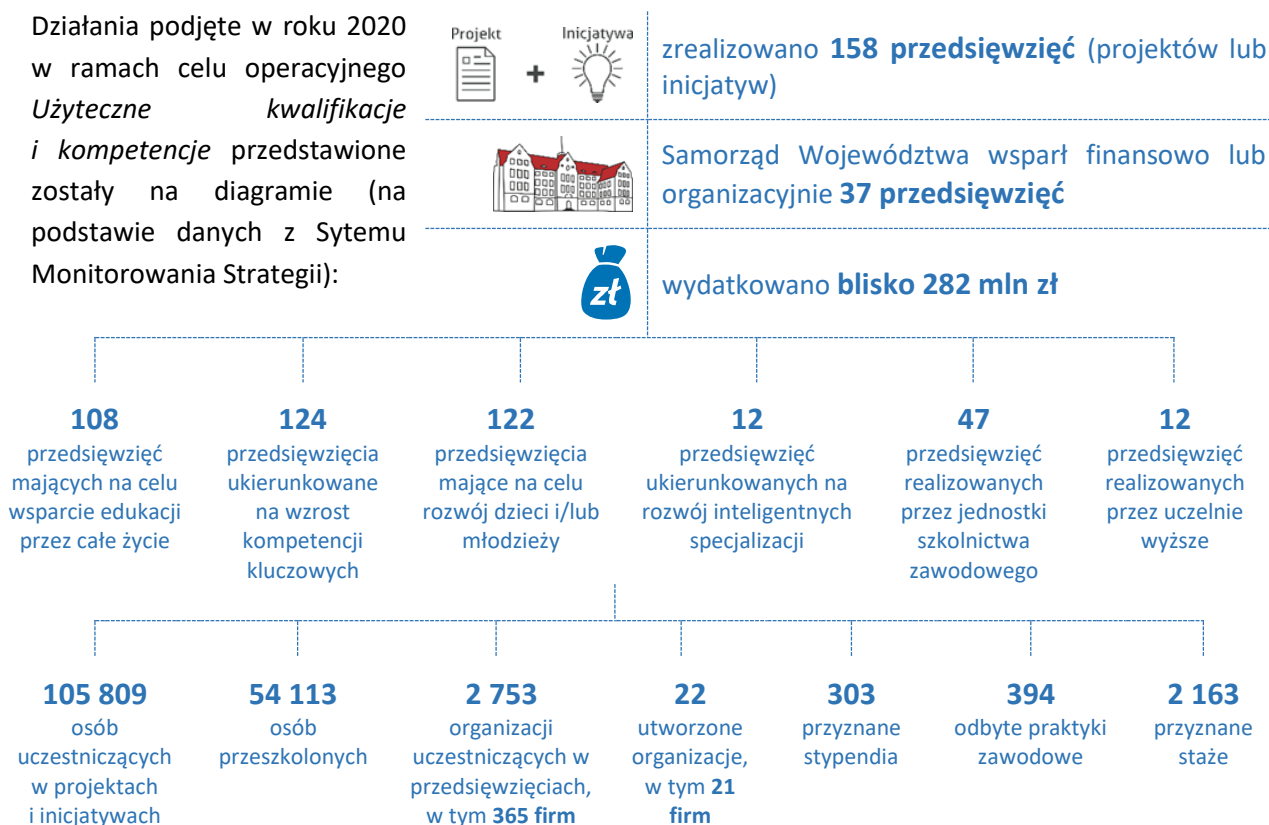 Działania podjęte w roku 2020
w ramach celu operacyjnego
Użyteczne kwalifikacje
i kompetencje przedstawione
zostały na diagramie (na
podstawie danych z Sytemu
Monitorowania Strategii):
Projekt + Inicjatywa
zrealizowano 158 przedsięwzięć (projektów lub
inicjatyw)
Samorząd Województwa wsparł finansowo lub
organizacyjnie 37 przedsięwzięć
zł
wydatkowano blisko 282 mln zł
108
przedsięwzięć
mających na celu
wsparcie edukacji
przez całe życie
124
przedsięwzięcia
ukierunkowane
na wzrost
kompetencji
kluczowych
122
przedsięwzięcia
mające na celu
rozwój dzieci i/lub
młodzieży
12
przedsięwzięć
ukierunkowanych na
rozwój inteligentnych
specjalizacji
47
przedsięwzięć
realizowanych
przez jednostki
szkolnictwa
zawodowego
12
przedsięwzięć
realizowanych
przez uczelnie
wyższe
105 809
osób
uczestniczących
w projektach
i inicjatywach
54 113
osób
przeszkolonych
2 753
organizacji
uczestniczących w
przedsięwzięciach,
w tym 365 firm
22
utworzone
organizacje,
w tym 21
firm
303
przyznane
stypendia
394
odbyte praktyki
zawodowe
2 163
przyznane
staże